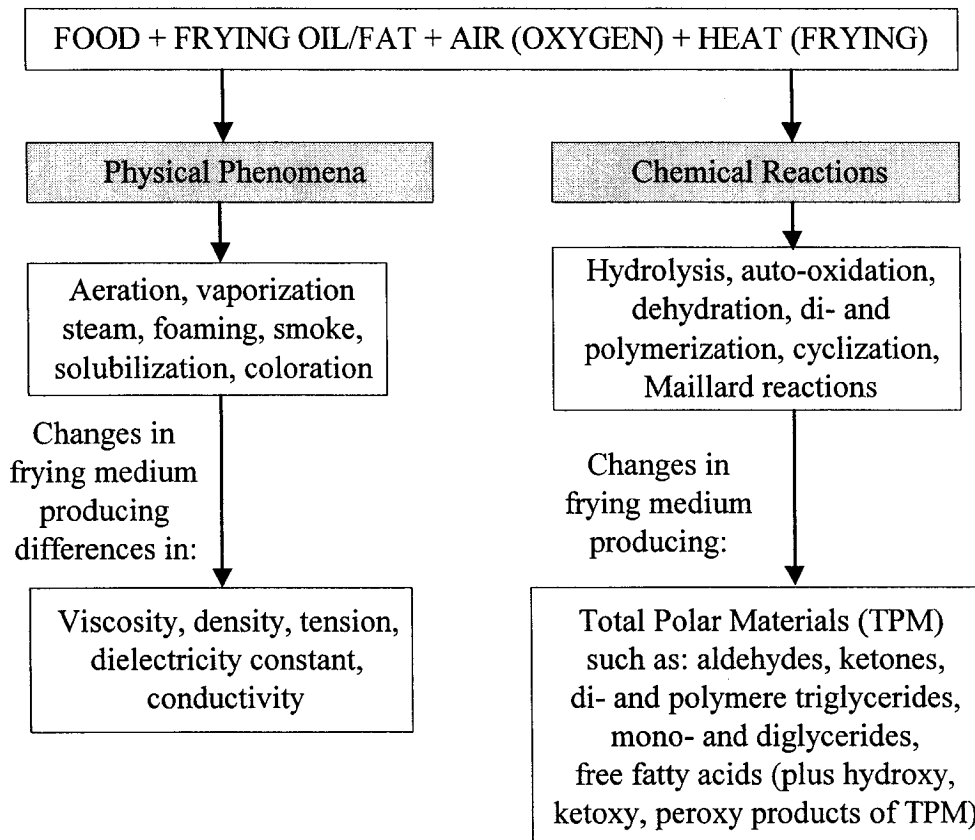 FOOD + FRYING OIL/FAT + AIR (OXYGEN) + HEAT (FRYING)
Physical Phenomena
Aeration, vaporization
steam, foaming, smoke,
solubilization, coloration
Changes in
frying medium
producing
differences in:
Viscosity, density, tension,
dielectricity constant,
conductivity
Chemical Reactions
Hydrolysis, auto-oxidation,
dehydration, di- and
polymerization, cyclization,
Maillard reactions
Changes in
frying medium
producing:
Total Polar Materials (TPM)
such as: aldehydes, ketones,
di- and polymere triglycerides,
mono- and diglycerides,
free fatty acids (plus hydroxy,
ketoxy, peroxy products of TPM)